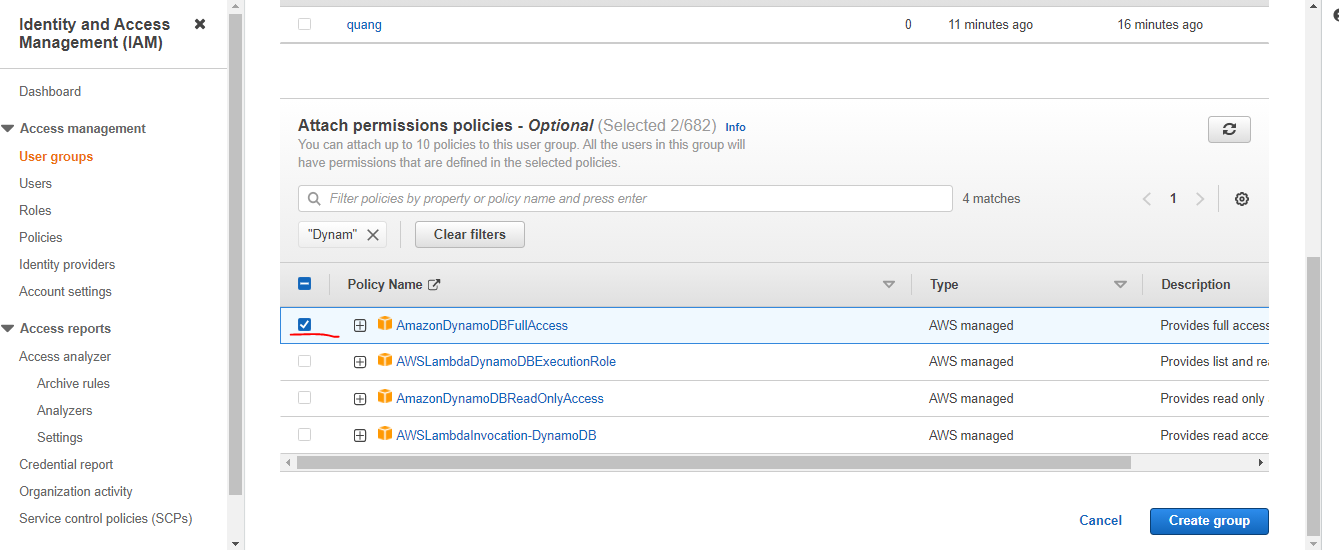 Identity and Access
Management (IAM)
Dashboard
Access management
User groups
Users
Roles
Policies
Identity providers
Account settings
Access reports
Access analyzer
Archive rules
Analyzers
Settings
Credential report
Organization activity
Service control policies (SCPs)
quang 0 11 minutes ago 16 minutes ago
Attach permissions policies - Optional (Selected 2/682) Info
You can attach up to 10 policies to this user group. All the users in this group will
have permissions that are defined in the selected policies.
Filter policies by property or policy name and press enter 4 matches 1
"Dynam" Clear filters
Policy Name Type Description
AmazonDynamoDBFullAccess AWS managed Provides full access
AWSLambdaDynamoDBExecutionRole AWS managed Provides list and rea
AmazonDynamoDBReadOnlyAccess AWS managed Provides read only
AWSLambdaInvocation-DynamoDB AWS managed Provides read acce
Cancel Create group